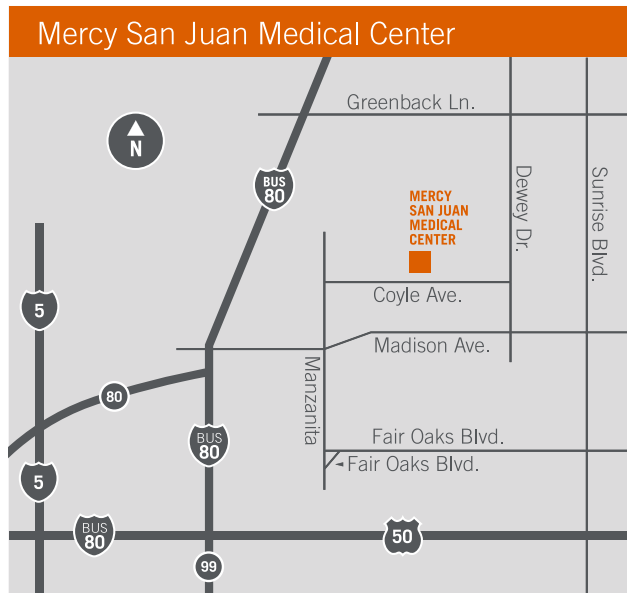 Mercy San Juan Medical Center
Greenback Ln.
N
BUS
80
MERCY
SAN JUAN
MEDICAL
CENTER
Dewey Dr.
Sunrise Blvd.
5
Coyle Ave.
Madison Ave.
Manzanita
80
BUS
80
Fair Oaks Blvd.
Fair Oaks Blvd.
5
BUS
80
50
99